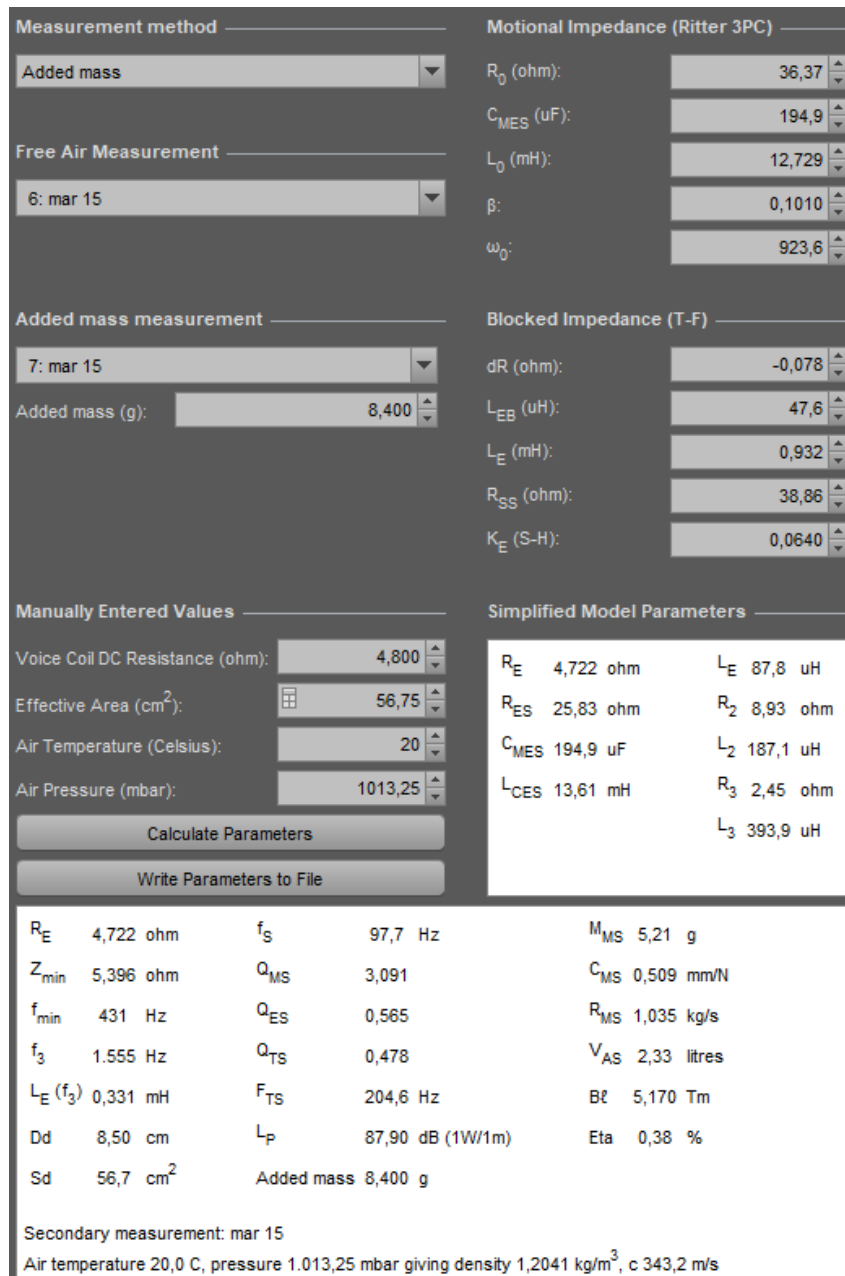 Measurement method
Added mass
Free Air Measurement
6: mar 15
Added mass measurement
7: mar 15
Added mass (g): 8,400
Motional Impedance (Ritter 3PC)
R0 (ohm): 36,37
CMES (uF): 194,9
L0 (mH): 12,729
β: 0,1010
ω0: 923,6
Blocked Impedance (T-F)
dR (ohm): -0,078
LEB (uH): 47,6
LE (mH): 0,932
RSS (ohm): 38,86
KE (S-H): 0,0640
Manually Entered Values
Voice Coil DC Resistance (ohm): 4,800
Effective Area (cm2): 56,75
Air Temperature (Celsius): 20
Air Pressure (mbar): 1013,25
Calculate Parameters
Write Parameters to File
Simplified Model Parameters
RE 4,722 ohm LE 87,8 uH
RES 25,83 ohm R2 8,93 ohm
CMES 194,9 uF L2 187,1 uH
LCES 13,61 mH R3 2,45 ohm
L3 393,9 uH
RE 4,722 ohm fS 97,7 Hz MMS 5,21 g
Zmin 5,396 ohm QMS 3,091 CMS 0,509 mm/N
fmin 431 Hz QES 0,565 RMS 1,035 kg/s
f3 1.555 Hz QTS 0,478 VAS 2,33 litres
LE (f3) 0,331 mH FTS 204,6 Hz Bℓ 5,170 Tm
Dd 8,50 cm LP 87,90 dB (1W/1m) Eta 0,38 %
Sd 56,7 cm2 Added mass 8,400 g
Secondary measurement: mar 15
Air temperature 20,0 C, pressure 1.013,25 mbar giving density 1,2041 kg/m3, c 343,2 m/s